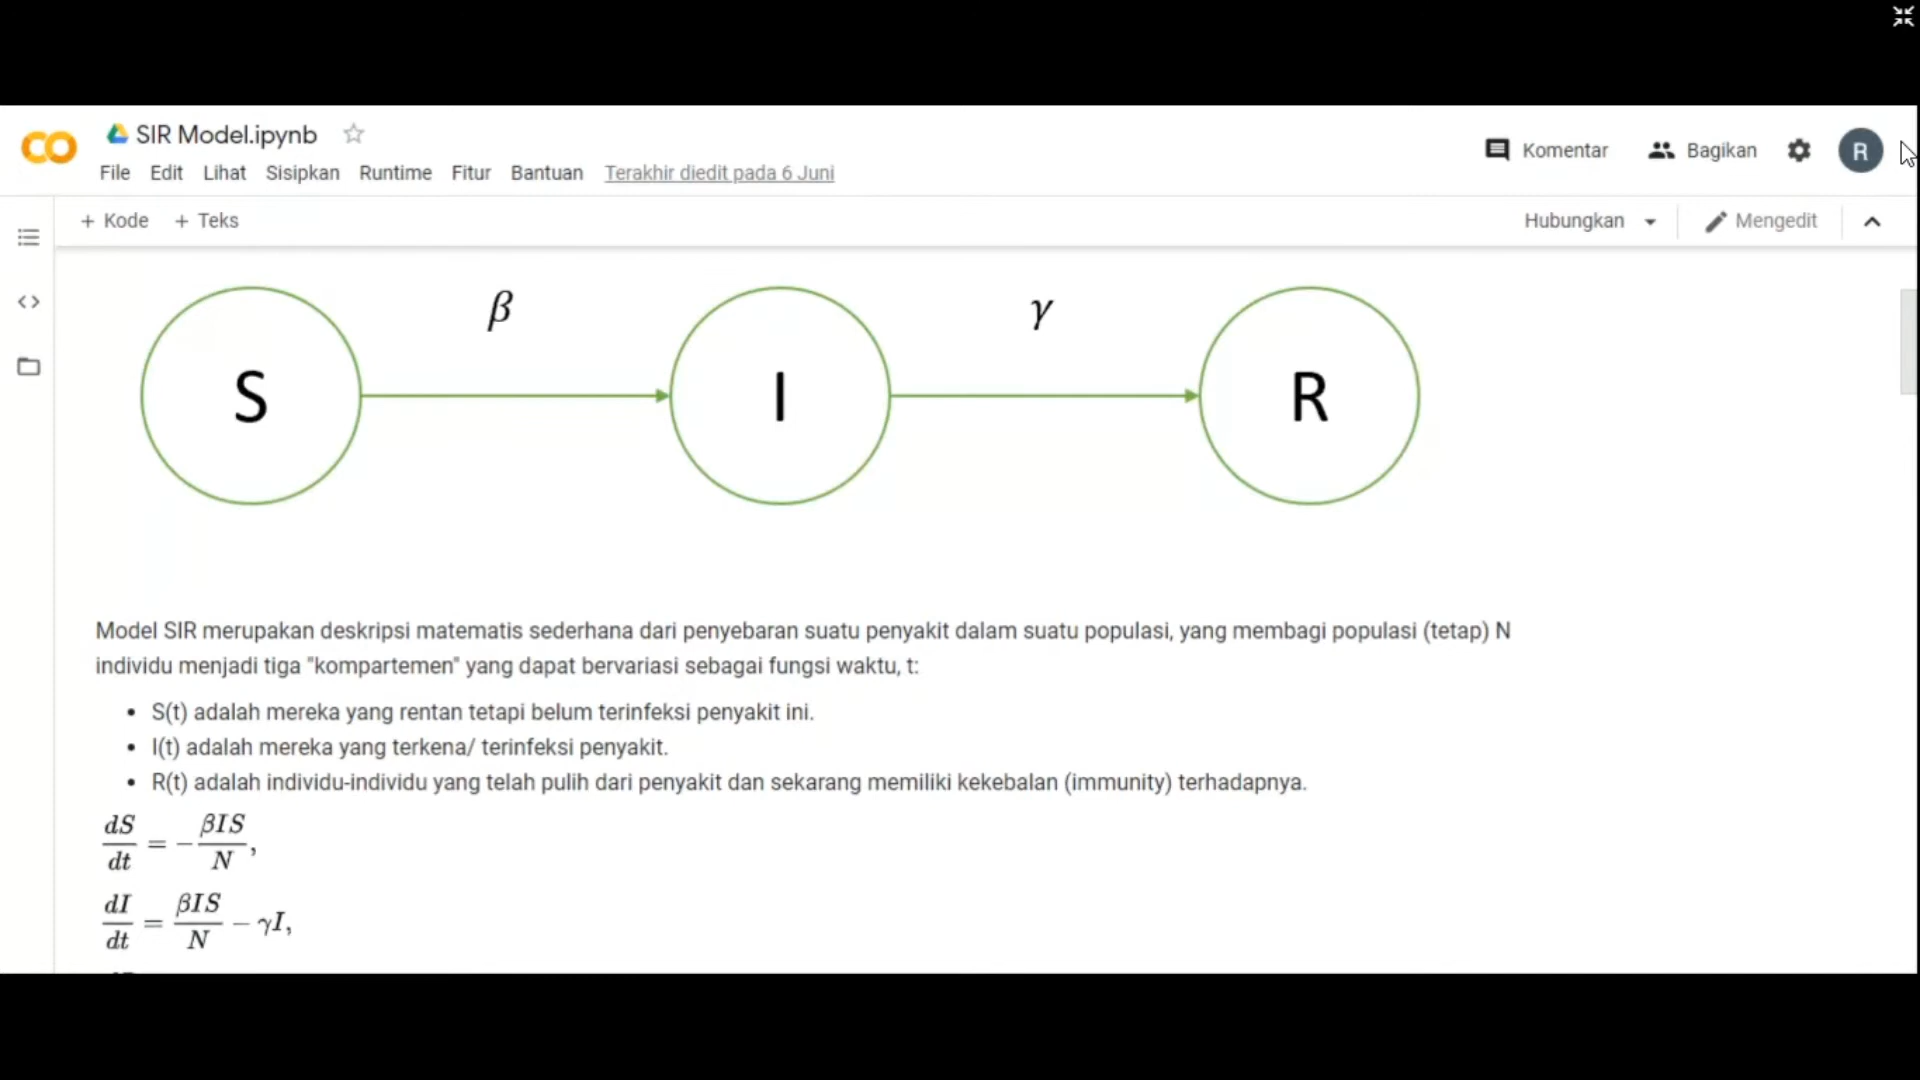 SIR Model.ipynb
File Edit Lihat Sisipkan Runtime Fitur Bantuan Terakhir diedit pada 6 Juni
Komentar Bagikan R
+ Kode + Teks
Hubungkan Mengedit
β γ
S I R
Model SIR merupakan deskripsi matematis sederhana dari penyebaran suatu penyakit dalam suatu populasi, yang membagi populasi (tetap) N
individu menjadi tiga "kompartemen" yang dapat bervariasi sebagai fungsi waktu, t:
• S(t) adalah mereka yang rentan tetapi belum terinfeksi penyakit ini.
• I(t) adalah mereka yang terkena/ terinfeksi penyakit.
• R(t) adalah individu-individu yang telah pulih dari penyakit dan sekarang memiliki kekebalan (immunity) terhadapnya.
dS/dt = −βIS/N,
dI/dt = βIS/N − γI,